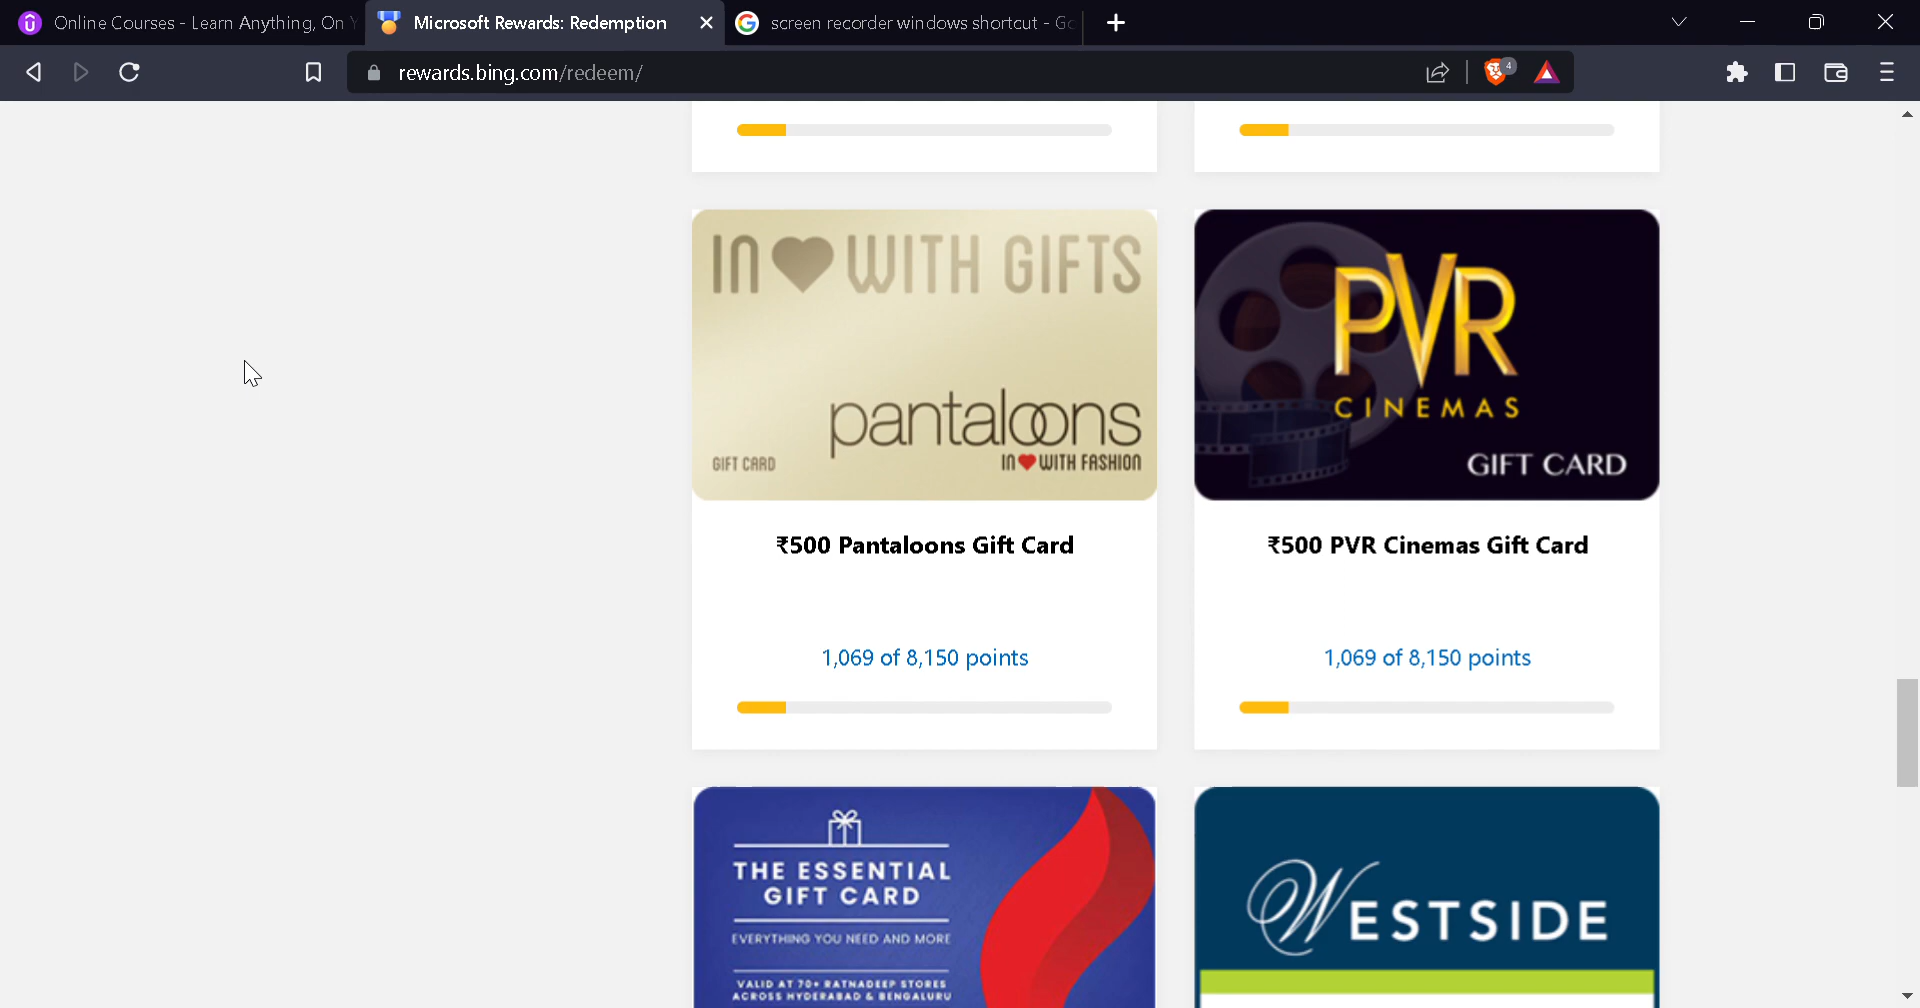 Online Courses - Learn Anything, On
Microsoft Rewards: Redemption
screen recorder windows shortcut - Go
rewards.bing.com/redeem/
4
IN WITH GIFTS
pantaloons
IN WITH FASHION
GIFT CARD
PVR
CINEMAS
GIFT CARD
₹500 Pantaloons Gift Card
₹500 PVR Cinemas Gift Card
1,069 of 8,150 points
1,069 of 8,150 points
THE ESSENTIAL
GIFT CARD
EVERYTHING YOU NEED AND MORE
VALID AT 70+ RATNADEEP STORES
ACROSS HYDERABAD & BENGALURU
WESTSIDE